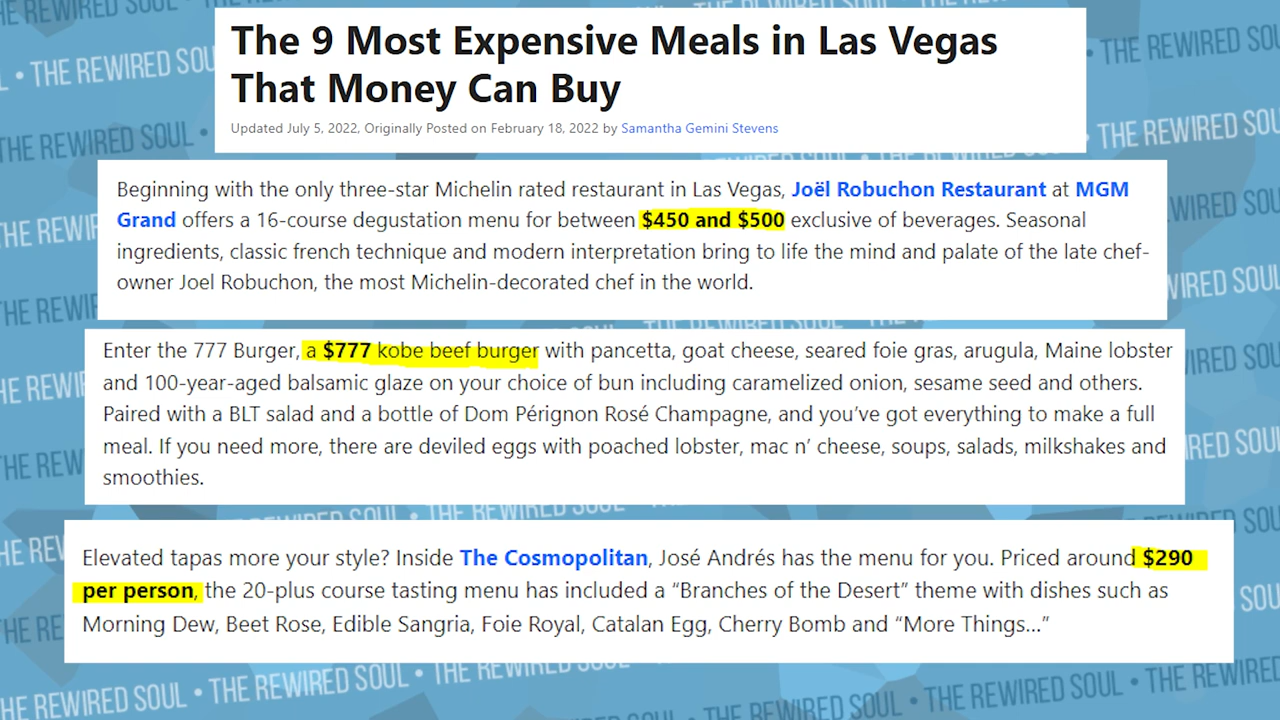 The 9 Most Expensive Meals in Las Vegas
That Money Can Buy
Updated July 5, 2022, Originally Posted on February 18, 2022 by Samantha Gemini Stevens
Beginning with the only three-star Michelin rated restaurant in Las Vegas, Joël Robuchon Restaurant at MGM
Grand offers a 16-course degustation menu for between $450 and $500 exclusive of beverages. Seasonal
ingredients, classic french technique and modern interpretation bring to life the mind and palate of the late chef-
owner Joel Robuchon, the most Michelin-decorated chef in the world.
Enter the 777 Burger, a $777 kobe beef burger with pancetta, goat cheese, seared foie gras, arugula, Maine lobster
and 100-year-aged balsamic glaze on your choice of bun including caramelized onion, sesame seed and others.
Paired with a BLT salad and a bottle of Dom Pérignon Rosé Champagne, and you’ve got everything to make a full
meal. If you need more, there are deviled eggs with poached lobster, mac n’ cheese, soups, salads, milkshakes and
smoothies.
Elevated tapas more your style? Inside The Cosmopolitan, José Andrés has the menu for you. Priced around $290
per person, the 20-plus course tasting menu has included a “Branches of the Desert” theme with dishes such as
Morning Dew, Beet Rose, Edible Sangria, Foie Royal, Catalan Egg, Cherry Bomb and “More Things…”
THE REWIRED SOUL • THE REWIRED SOUL • THE REWIRED SOUL